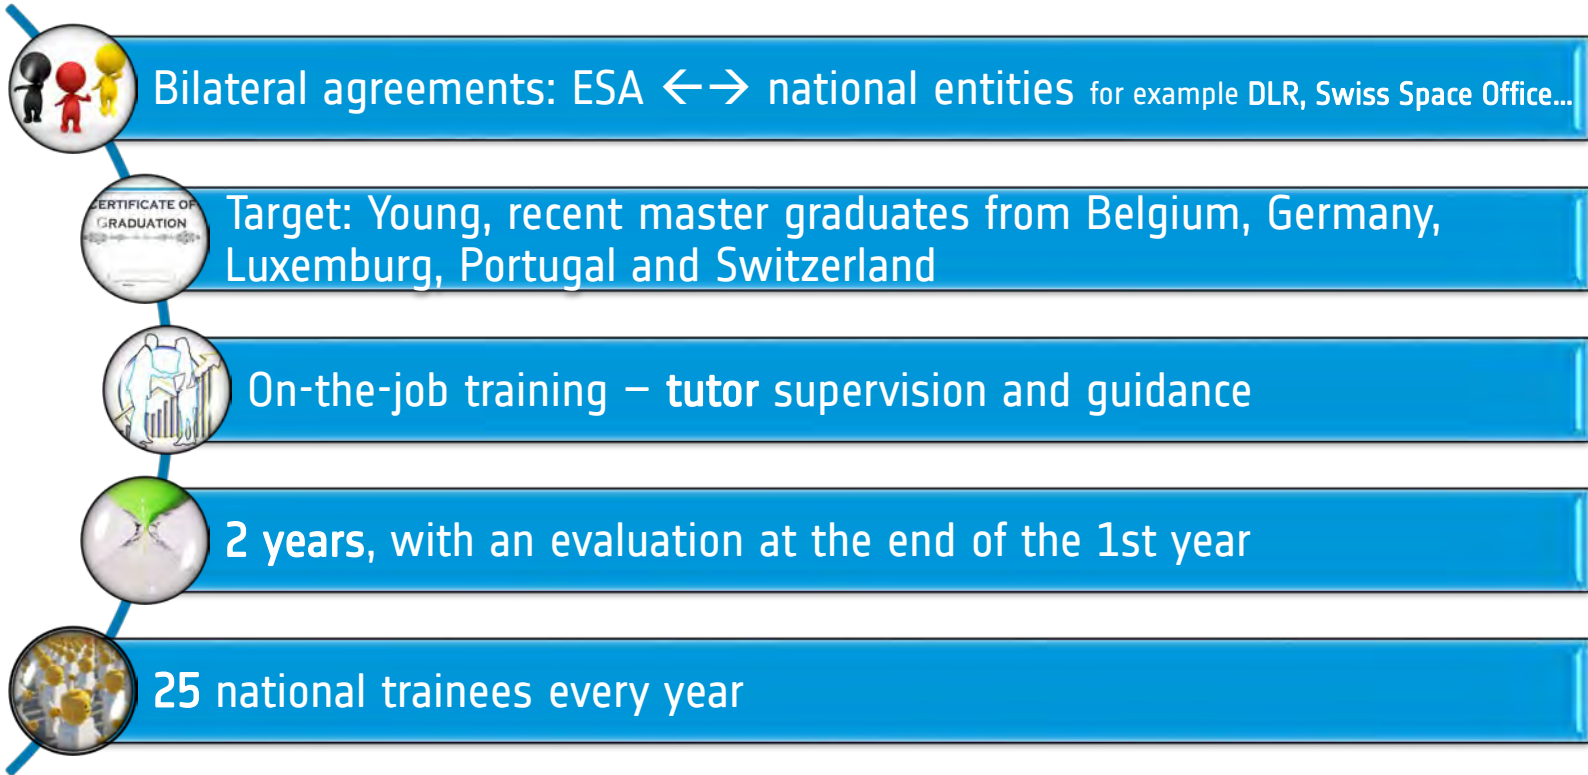 Bilateral agreements: ESA ←→ national entities for example DLR, Swiss Space Office...
CERTIFICATE OF
GRADUATION
Target: Young, recent master graduates from Belgium, Germany,
Luxemburg, Portugal and Switzerland
On-the-job training – tutor supervision and guidance
2 years, with an evaluation at the end of the 1st year
25 national trainees every year